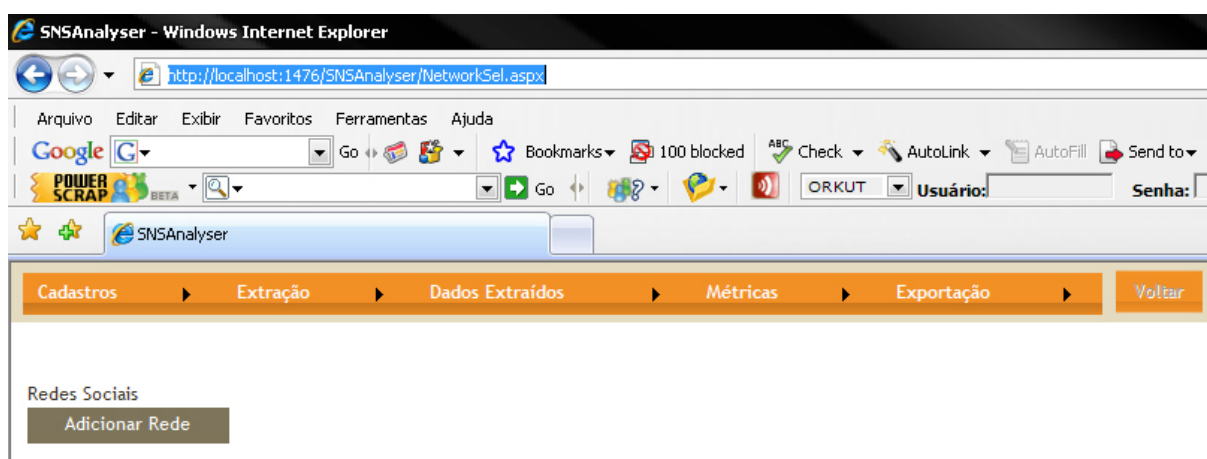 SNSAnalyser - Windows Internet Explorer
http://localhost:1476/SNSAnalyser/NetworkSel.aspx
Arquivo Editar Exibir Favoritos Ferramentas Ajuda
Google G Go Bookmarks 100 blocked ABC Check AutoLink AutoFill Send to
POWER SCRAP BETA Go ORKUT Usuário: Senha:
SNSAnalyser
Cadastros Extração Dados Extraídos Métricas Exportação Voltar
Redes Sociais
Adicionar Rede